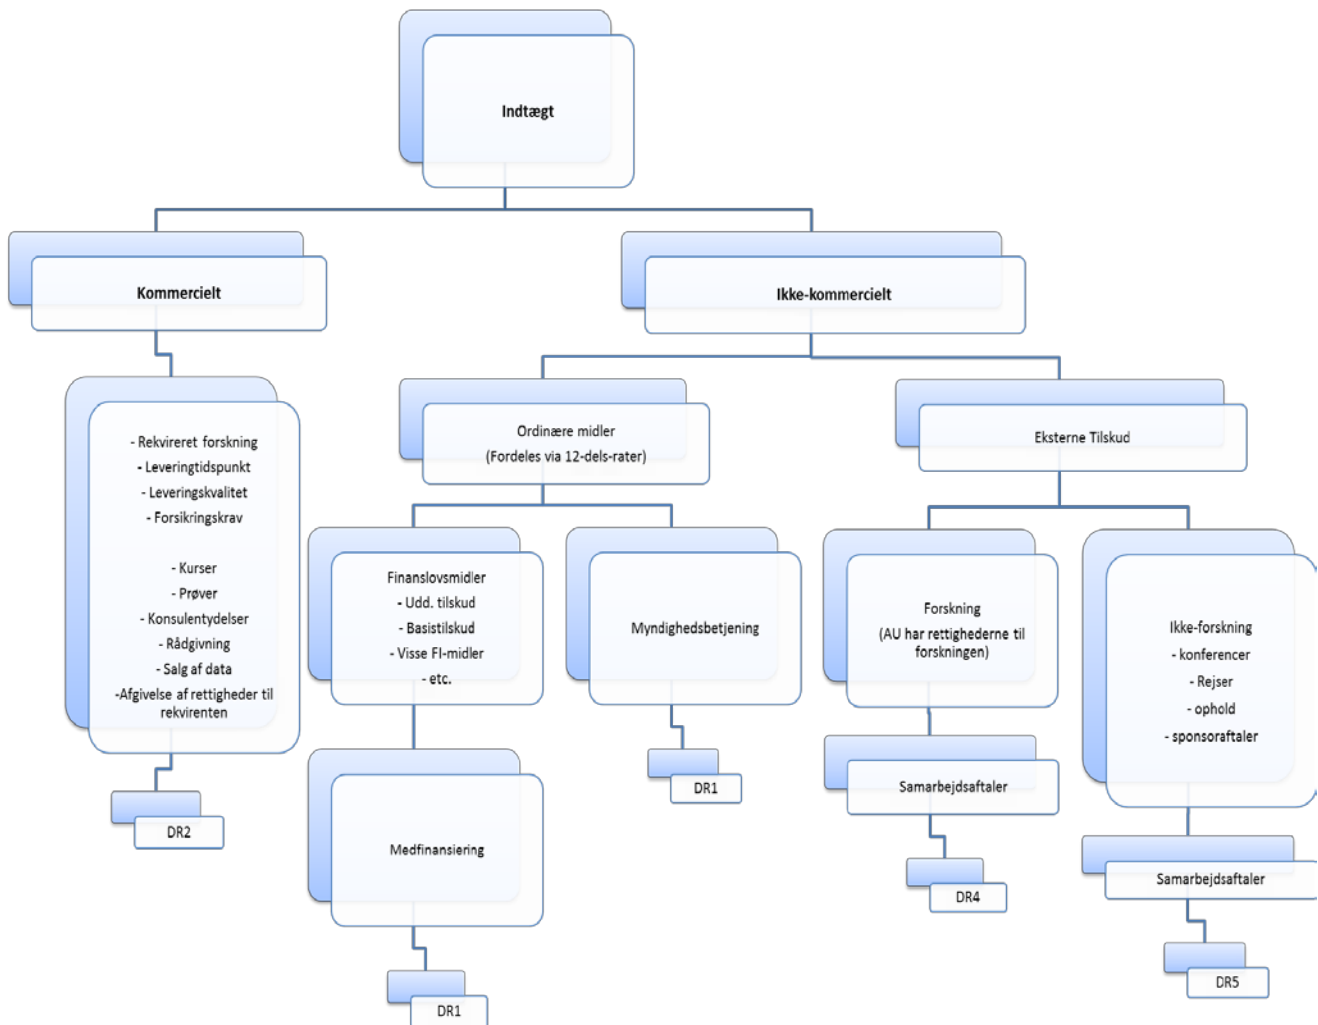 Indtægt
Kommercielt
Ikke-kommercielt
- Rekvireret forskning
- Leveringtidspunkt
- Leveringskvalitet
- Forsikringskrav
- Kurser
- Prøver
- Konsulentydelser
- Rådgivning
- Salg af data
-Afgivelse af rettigheder til
rekvirenten
DR2
Ordinære midler
(Fordeles via 12-dels-rater)
Eksterne Tilskud
Finanslovsmidler
- Udd. tilskud
- Basistilskud
- Visse FI-midler
- etc.
Myndighedsbetjening
Forskning
(AU har rettighederne til
forskningen)
Ikke-forskning
- konferencer
- Rejser
- ophold
- sponsoraftaler
Medfinansiering
DR1
DR1
Samarbejdsaftaler
DR4
Samarbejdsaftaler
DR5